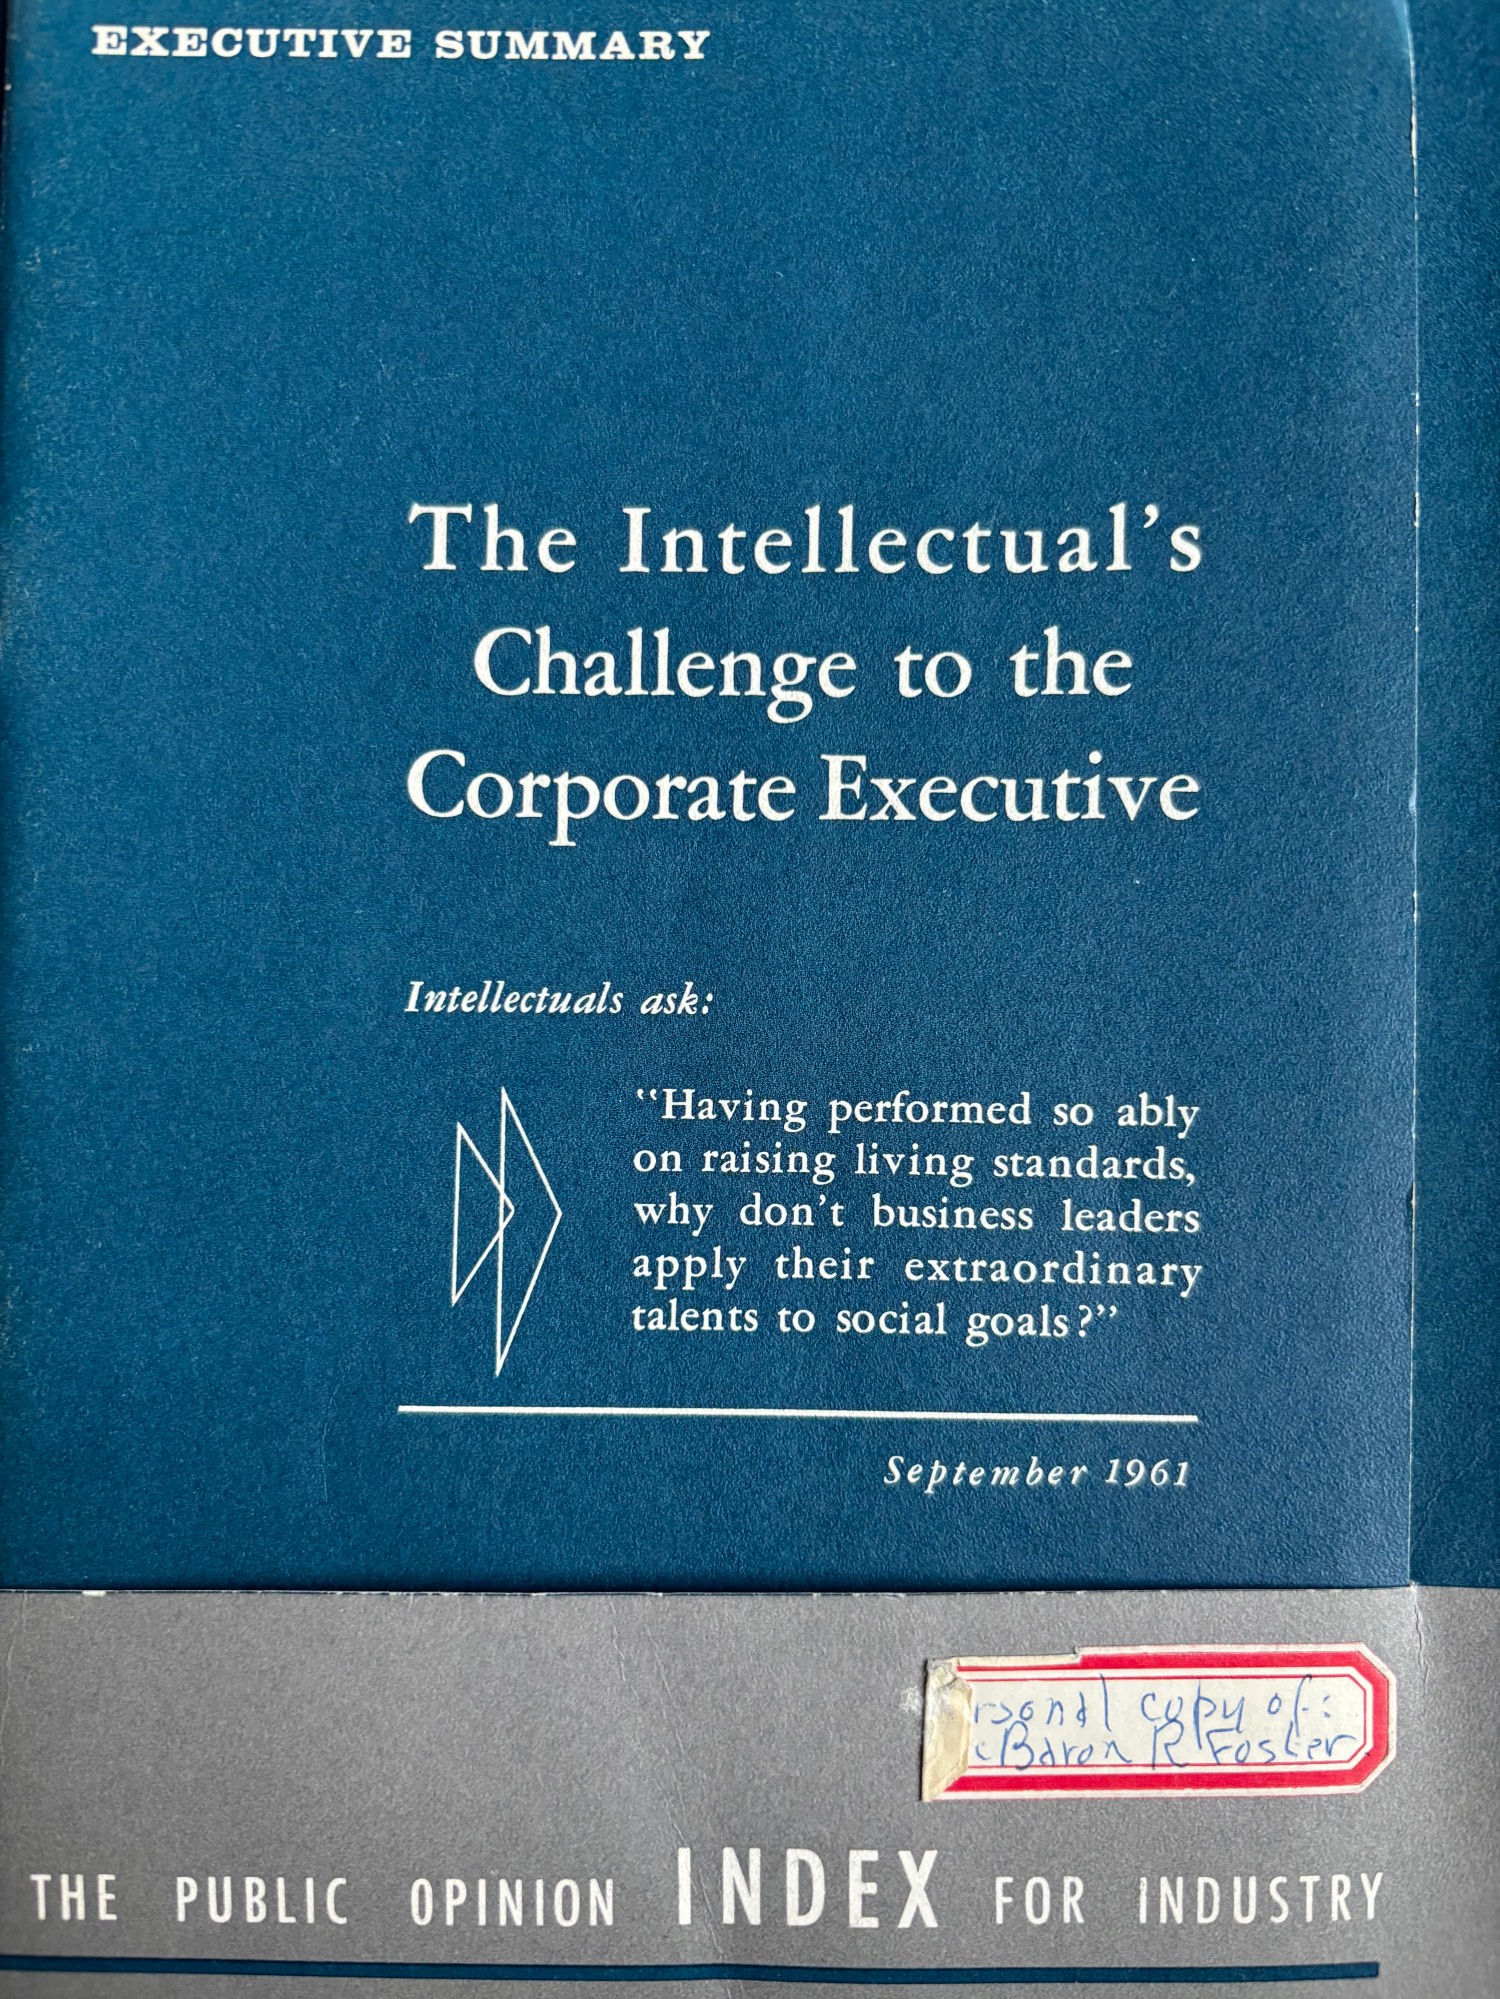 EXECUTIVE SUMMARY
The Intellectual's
Challenge to the
Corporate Executive
Intellectuals ask:
"Having performed so ably
on raising living standards,
why don't business leaders
apply their extraordinary
talents to social goals?"
September 1961
rsonal copy of:
Baron R Foster
THE PUBLIC OPINION INDEX FOR INDUSTRY